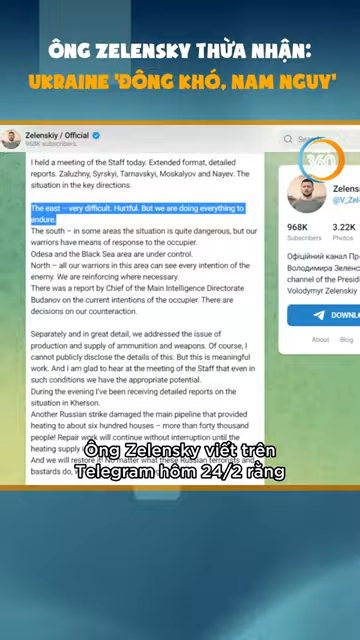 ÔNG ZELENSKY THỪA NHẬN:
UKRAINE 'ĐÔNG KHÓ, NAM NGUY'
Zelenskiy / Official
968K subscribers
I held a meeting of the Staff today. Extended format, detailed
reports. Zaluzhny, Syrsky, Tarnavskyi, Moskalyov and Nayev. The
situation in the key directions.
The east – very difficult. Hurtful. But we are doing everything to
endure.
The south – in some areas the situation is quite dangerous, but our
warriors have means of response to the occupier.
Odesa and the Black Sea area are under control.
North – all our warriors in this area can see every intention of the
enemy. We are reinforcing where necessary.
There was a report by Chief of the Main Intelligence Directorate
Budanov on the current intentions of the occupier. There are
decisions on our counteraction.
Separately and in great detail, we addressed the issue of
production and supply of ammunition and weapons. Of course, I
cannot publicly disclose the details of this. But this is meaningful
work. And I am glad to hear at the meeting of the Staff that even in
such conditions we have the appropriate potential.
During the evening I've been receiving detailed reports on the
situation in Kherson.
Another Russian strike damaged the main pipeline that provided
heating to about six hundred houses – more than forty thousand
people! Repair work will continue without interruption until the
heating supply
And we will restore it! No matter what these Russian terrorists and
bastards do, w
360
Zelens
@V_Zel
968K 3.22K
Subscribers Photos
Офіційний канал Пр
Володимира Зеленс
channel of the Presid
Volodymyr Zelenskiy
DOWNLO
About Blog
Ông Zelensky viết trên
Telegram hôm 24/2 rằng